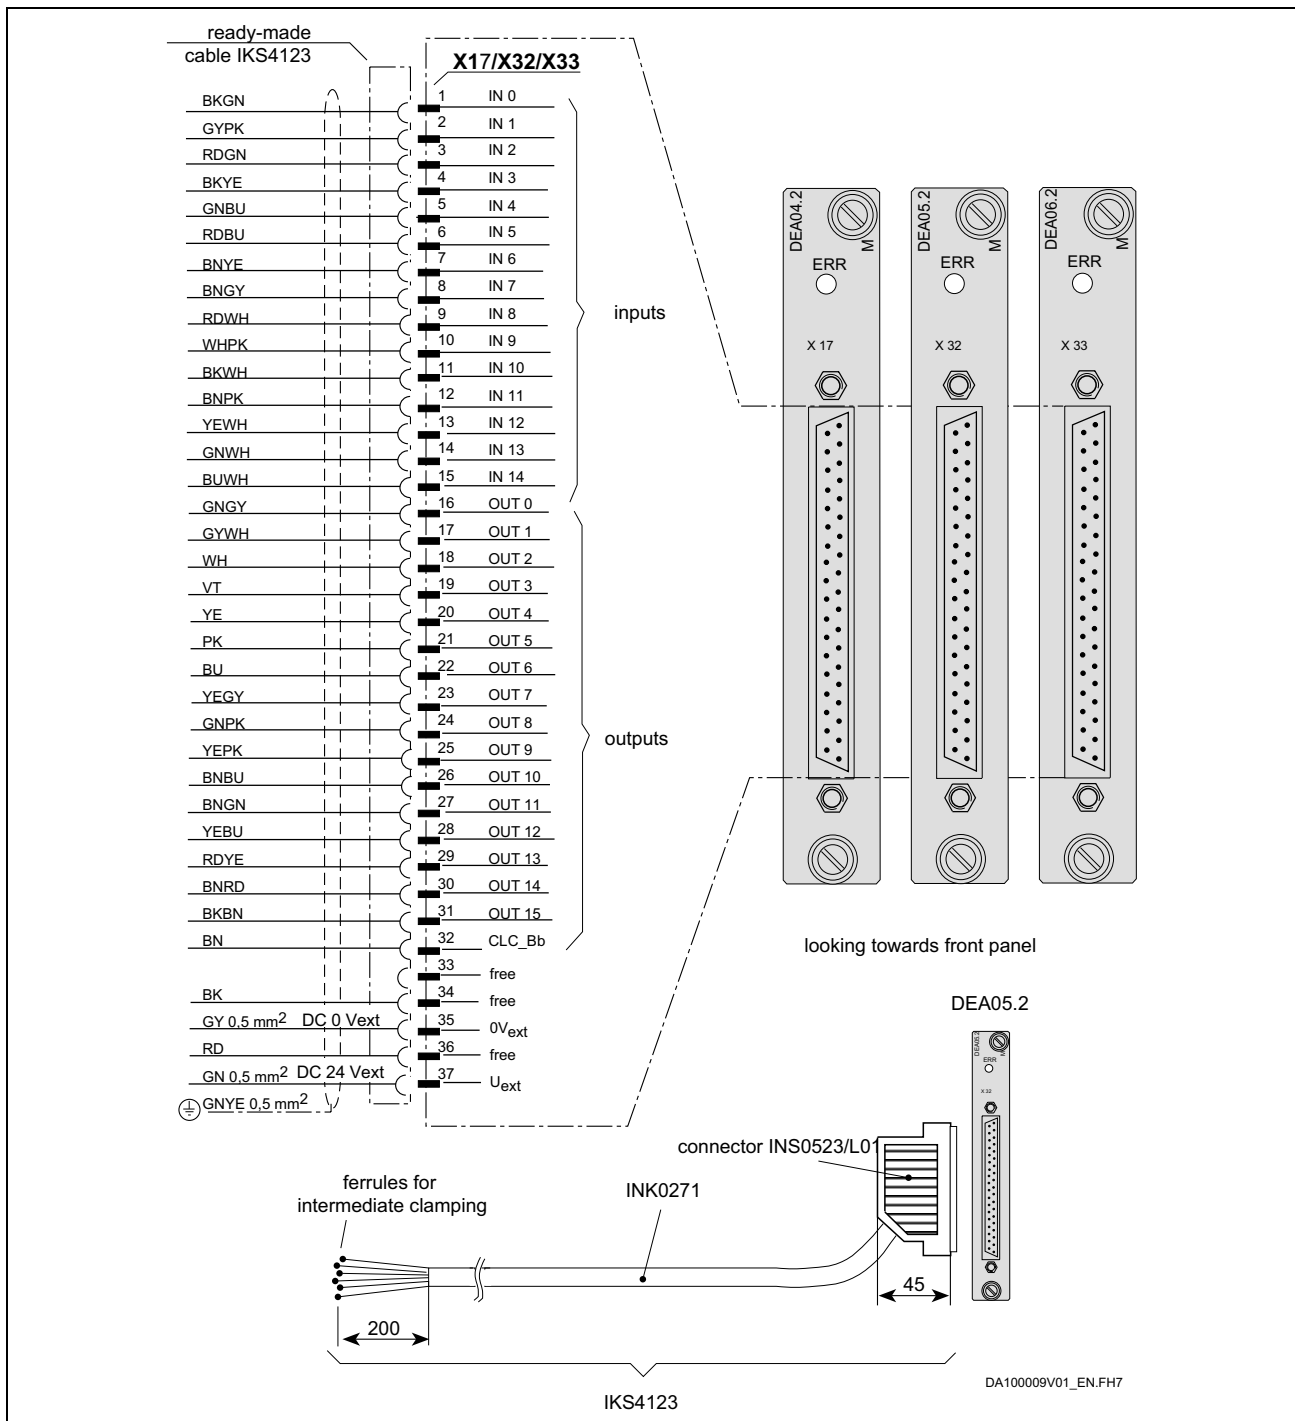 ready-made
cable IKS4123
X17/X32/X33
BKGN 1 IN 0
GYPK 2 IN 1
RDGN 3 IN 2
BKYE 4 IN 3
GNBU 5 IN 4
RDBU 6 IN 5
BNYE 7 IN 6
BNGY 8 IN 7
RDWH 9 IN 8
WHPK 10 IN 9
BKWH 11 IN 10
BNPK 12 IN 11
YEWH 13 IN 12
GNWH 14 IN 13
BUWH 15 IN 14
inputs
GNGY 16 OUT 0
GYWH 17 OUT 1
WH 18 OUT 2
VT 19 OUT 3
YE 20 OUT 4
PK 21 OUT 5
BU 22 OUT 6
YEGY 23 OUT 7
GNPK 24 OUT 8
YEPK 25 OUT 9
BNBU 26 OUT 10
BNGN 27 OUT 11
YEBU 28 OUT 12
RDYE 29 OUT 13
BNRD 30 OUT 14
BKBN 31 OUT 15
BN 32 CLC_Bb
outputs
33 free
BK 34 free
GY 0,5 mm2 DC 0 Vext 35 0Vext
RD 36 free
GN 0,5 mm2 DC 24 Vext 37 Uext
GNYE 0,5 mm2
DEA04.2
M
ERR
X 17
DEA05.2
M
ERR
X 32
DEA06.2
M
ERR
X 33
looking towards front panel
DEA05.2
DEA05.2
M
ERR
X 32
connector INS0523/L01
ferrules for
intermediate clamping
INK0271
45
200
IKS4123
DA100009V01_EN.FH7